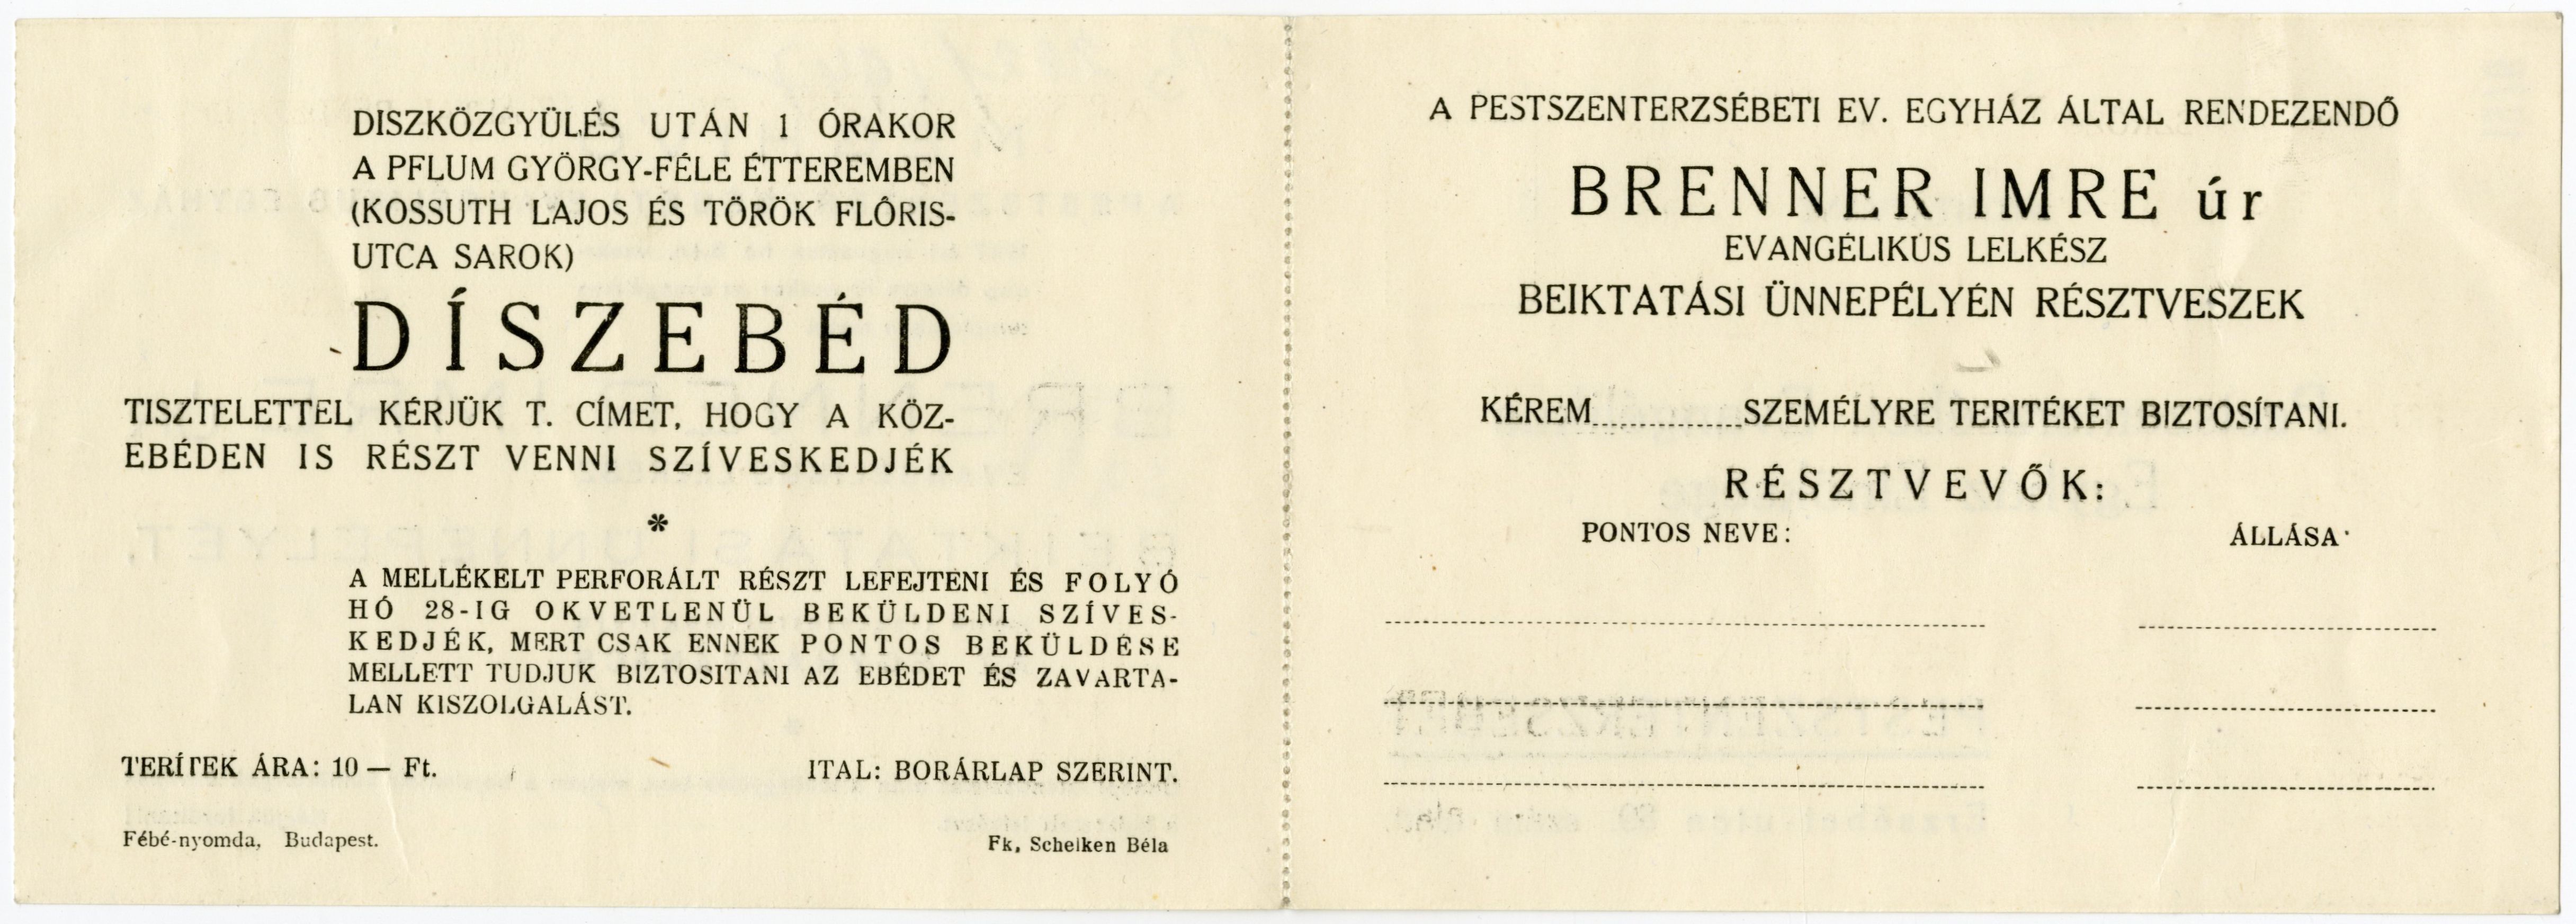 DISZKÖZGYÜLÉS UTÁN 1 ÓRAKOR
A PFLUM GYÖRGY-FÉLE ÉTTEREMBEN
(KOSSUTH LAJOS ÉS TÖRÖK FLÓRIS-
UTCA SAROK)
DÍSZEBÉD
TISZTELETTEL KÉRJÜK T. CÍMET, HOGY A KÖZ-
EBÉDEN IS RÉSZT VENNI SZÍVESKEDJÉK
*
A MELLÉKELT PERFORÁLT RÉSZT LEFEJTENI ÉS FOLYÓ
HÓ 28-IG OKVETLENÜL BEKÜLDENI SZÍVES-
KEDJÉK, MERT CSAK ENNEK PONTOS BEKÜLDÉSE
MELLETT TUDJUK BIZTOSITANI AZ EBÉDET ÉS ZAVARTA-
LAN KISZOLGALÁST.
TERÍTEK ÁRA: 10 — Ft. ITAL: BORÁRLAP SZERINT.
Fébé-nyomda, Budapest. Fk, Schelken Béla
A PESTSZENTERZSÉBETI EV. EGYHÁZ ÁLTAL RENDEZENDŐ
BRENNER IMRE úr
EVANGÉLIKUS LELKÉSZ
BEIKTATÁSI ÜNNEPÉLYÉN RÉSZTVESZEK
KÉREM...............SZEMÉLYRE TERITÉKET BIZTOSÍTANI.
RÉSZTVEVŐK:
PONTOS NEVE: ÁLLÁSA·